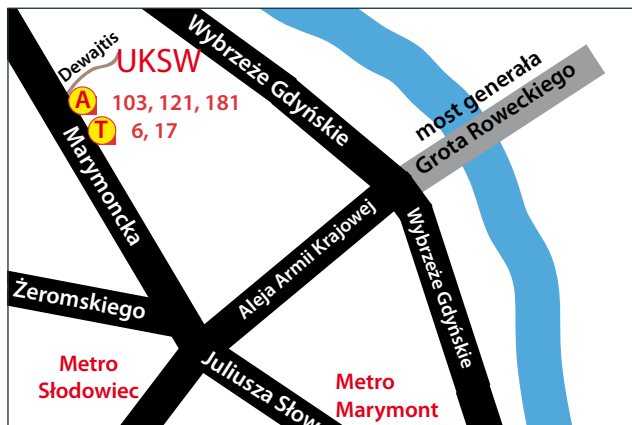 Wybrzeże Gdyńskie
Dewajtis
UKSW
most generała
Grota Roweckiego
A 103, 121, 181
T 6, 17
Marymoncka
Aleja Armii Krajowej
Wybrzeże Gdyńskie
Żeromskiego
Metro
Słodowiec
Juliusza Słow
Metro
Marymont